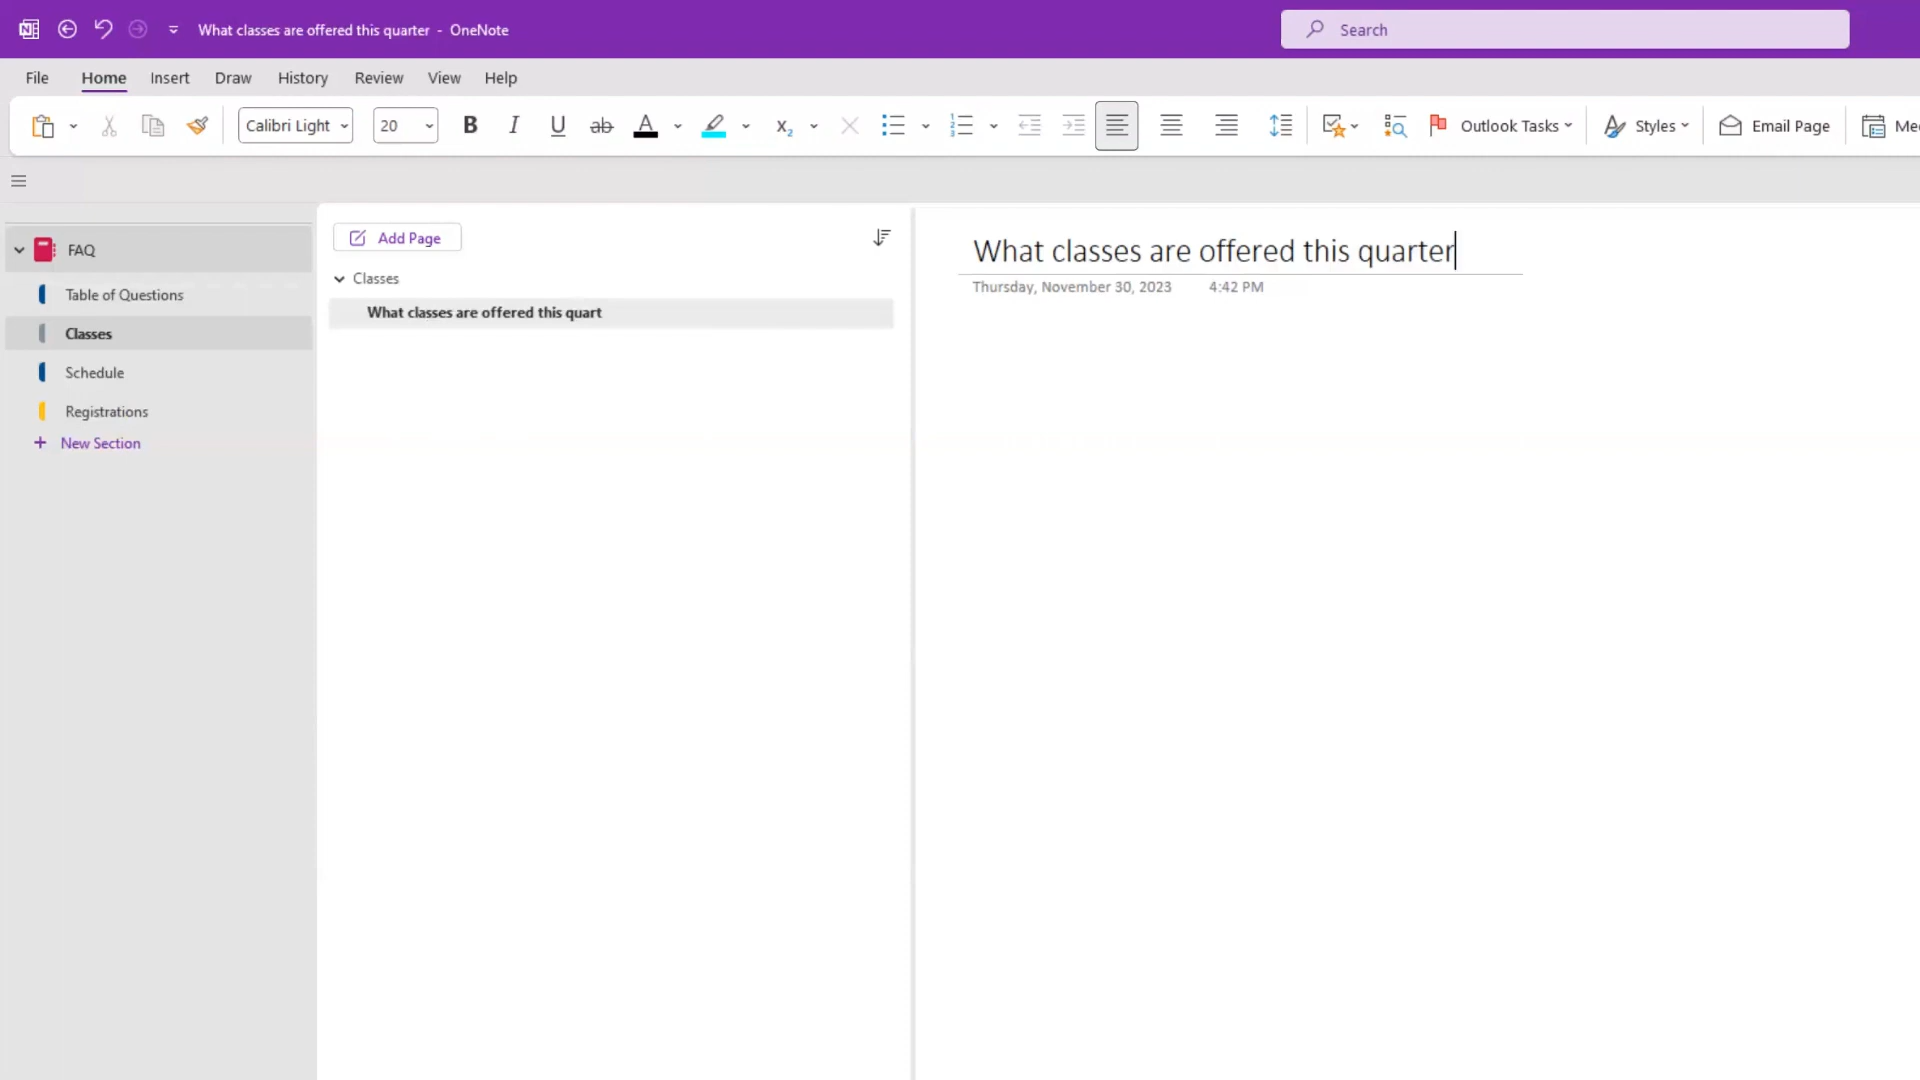 What classes are offered this quarter - OneNote
Search
File Home Insert Draw History Review View Help
Calibri Light 20 B I U ab A x2 Outlook Tasks Styles Email Page
FAQ
Table of Questions
Classes
Schedule
Registrations
+ New Section
Add Page
Classes
What classes are offered this quart
What classes are offered this quarter
Thursday, November 30, 2023 4:42 PM